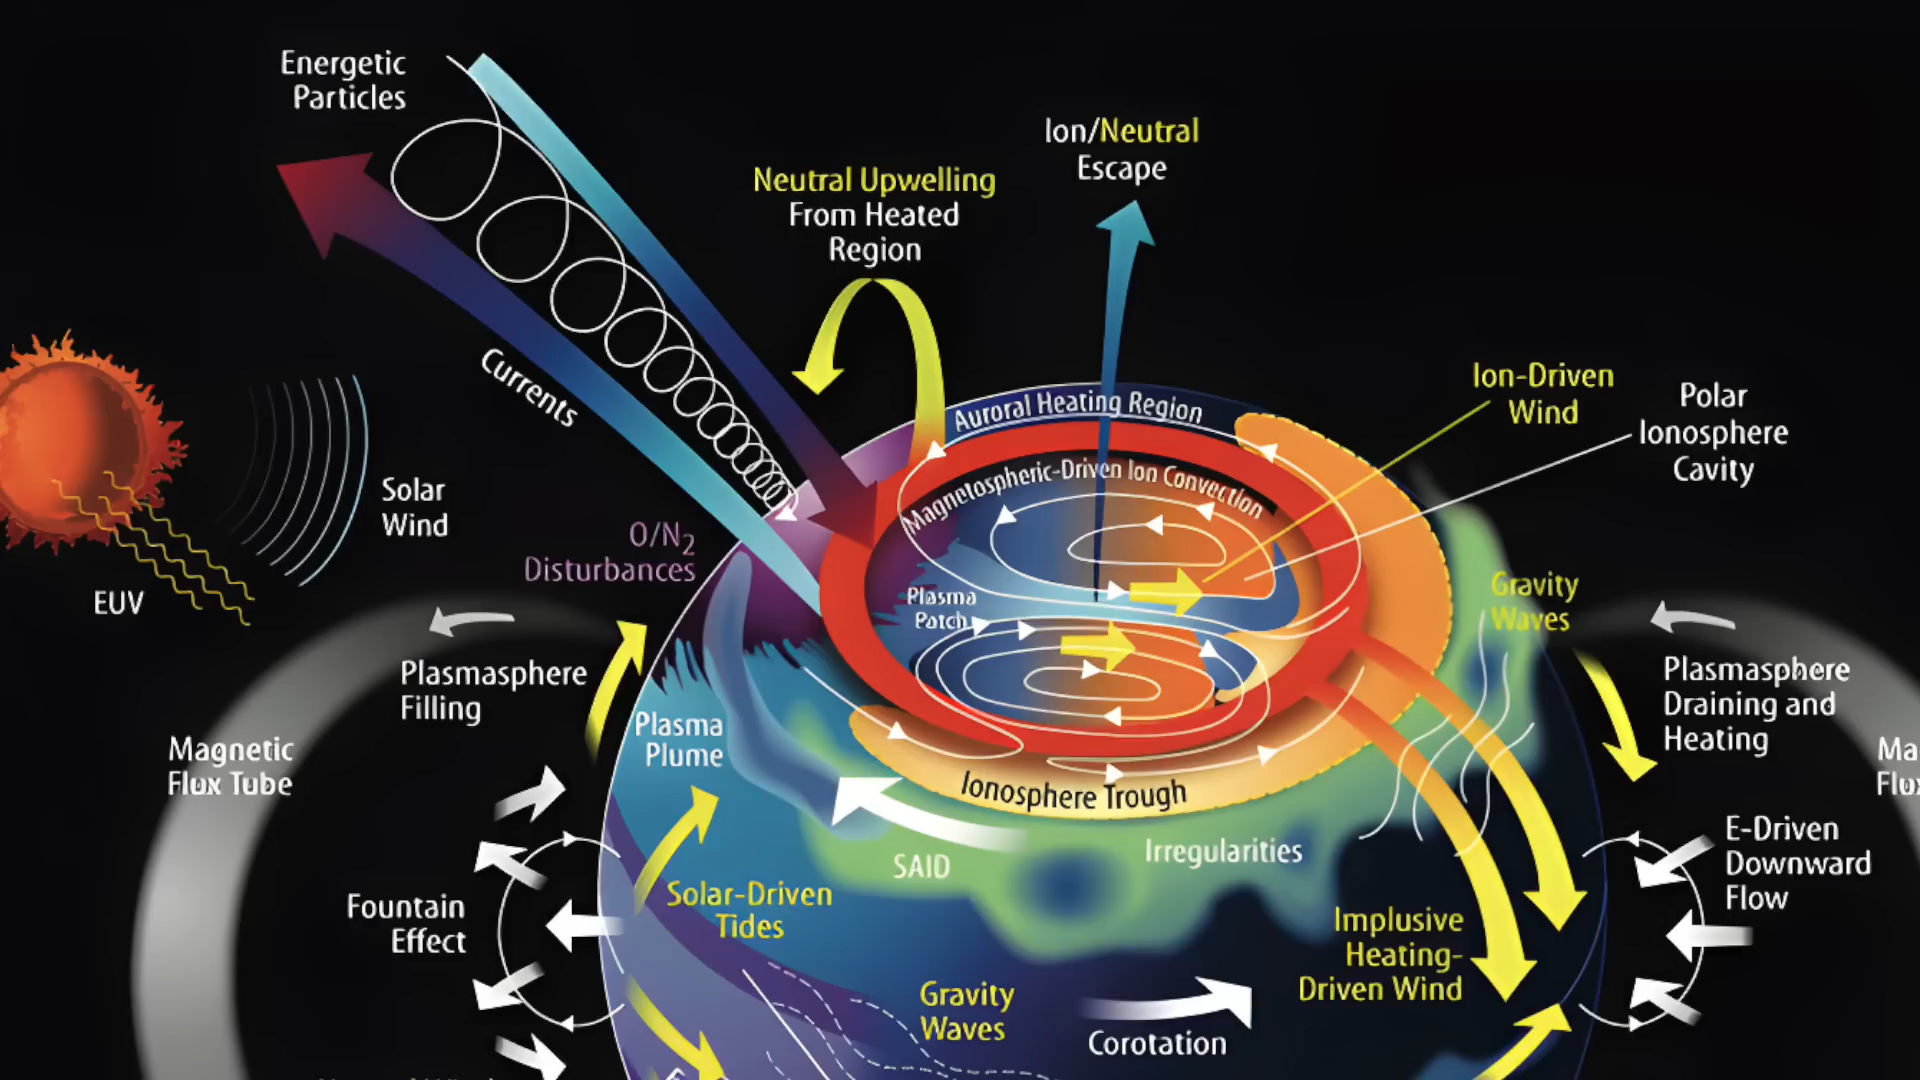 Energetic
Particles
Ion/Neutral
Escape
Neutral Upwelling
From Heated
Region
Currents
Auroral Heating Region
Ion-Driven
Wind
Polar
Ionosphere
Cavity
Magnetospheric-Driven Ion Convection
Solar
Wind
O/N2
Disturbances
EUV
Plasma
Patch
Gravity
Waves
Plasmasphere
Filling
Plasmasphere
Draining and
Heating
Plasma
Plume
Magnetic
Flux Tube
Ma
Flux
Ionosphere Trough
E-Driven
Downward
Flow
SAID
Irregularities
Solar-Driven
Tides
Fountain
Effect
Implusive
Heating-
Driven Wind
Gravity
Waves
Corotation